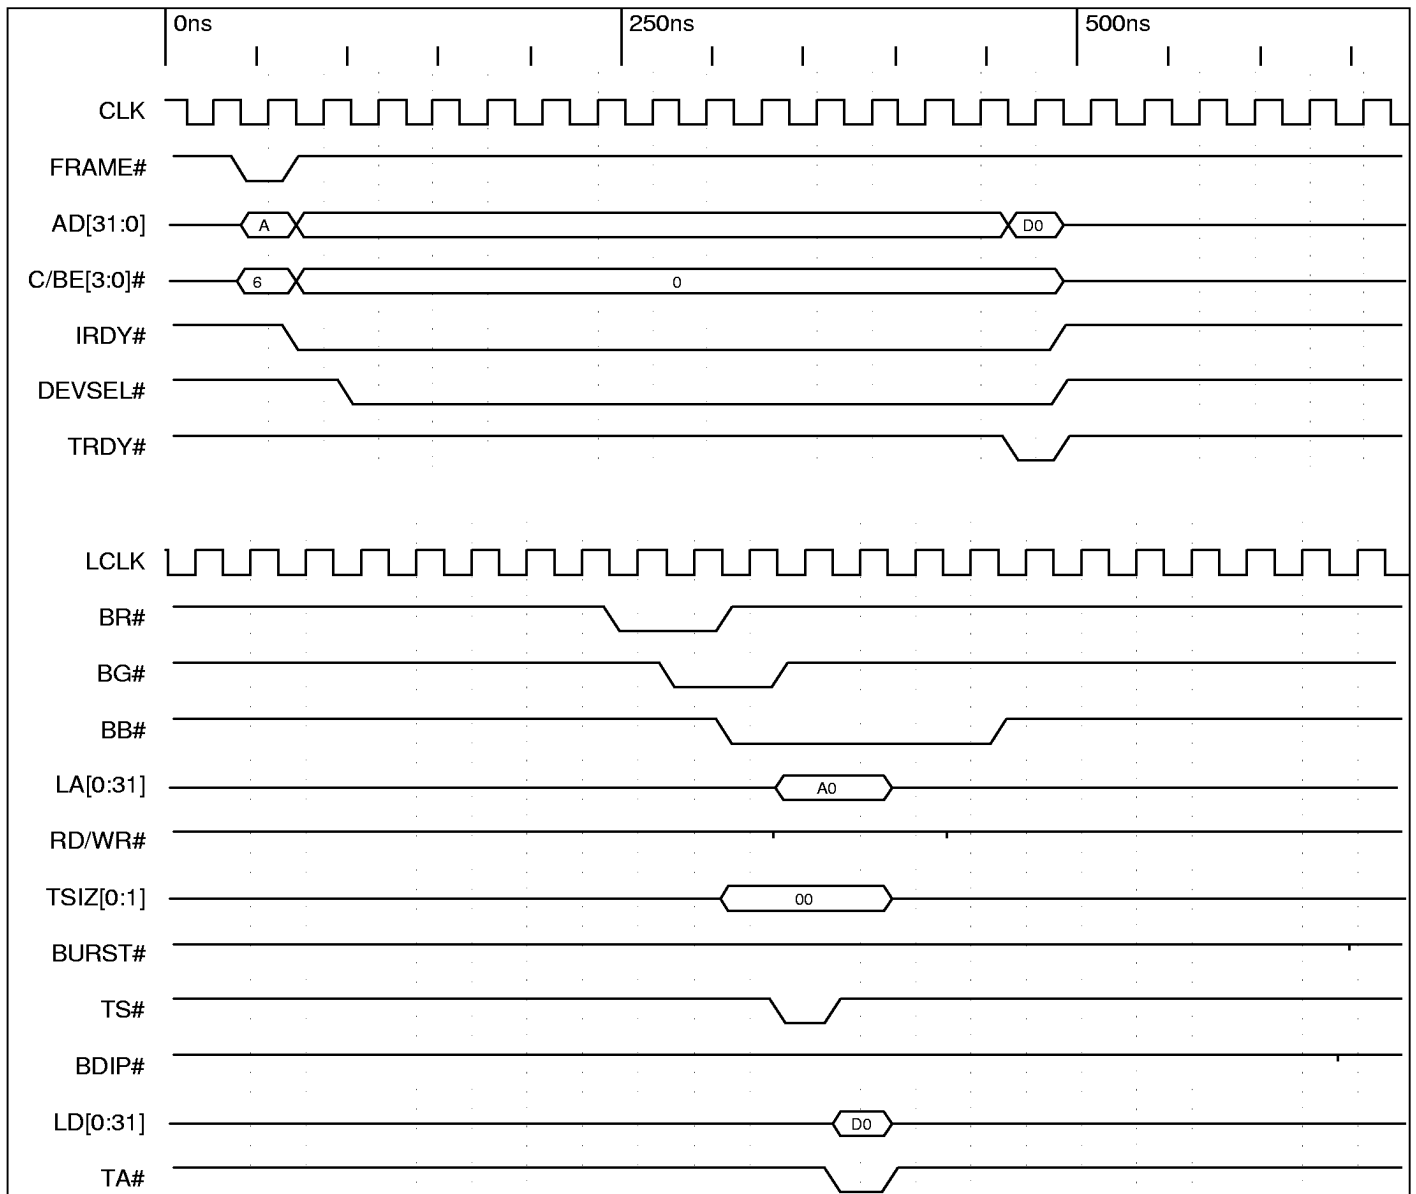 0ns 250ns 500ns
CLK
FRAME#
AD[31:0] A D0
C/BE[3:0]# 6 0
IRDY#
DEVSEL#
TRDY#
LCLK
BR#
BG#
BB#
LA[0:31] A0
RD/WR#
TSIZ[0:1] 00
BURST#
TS#
BDIP#
LD[0:31] D0
TA#